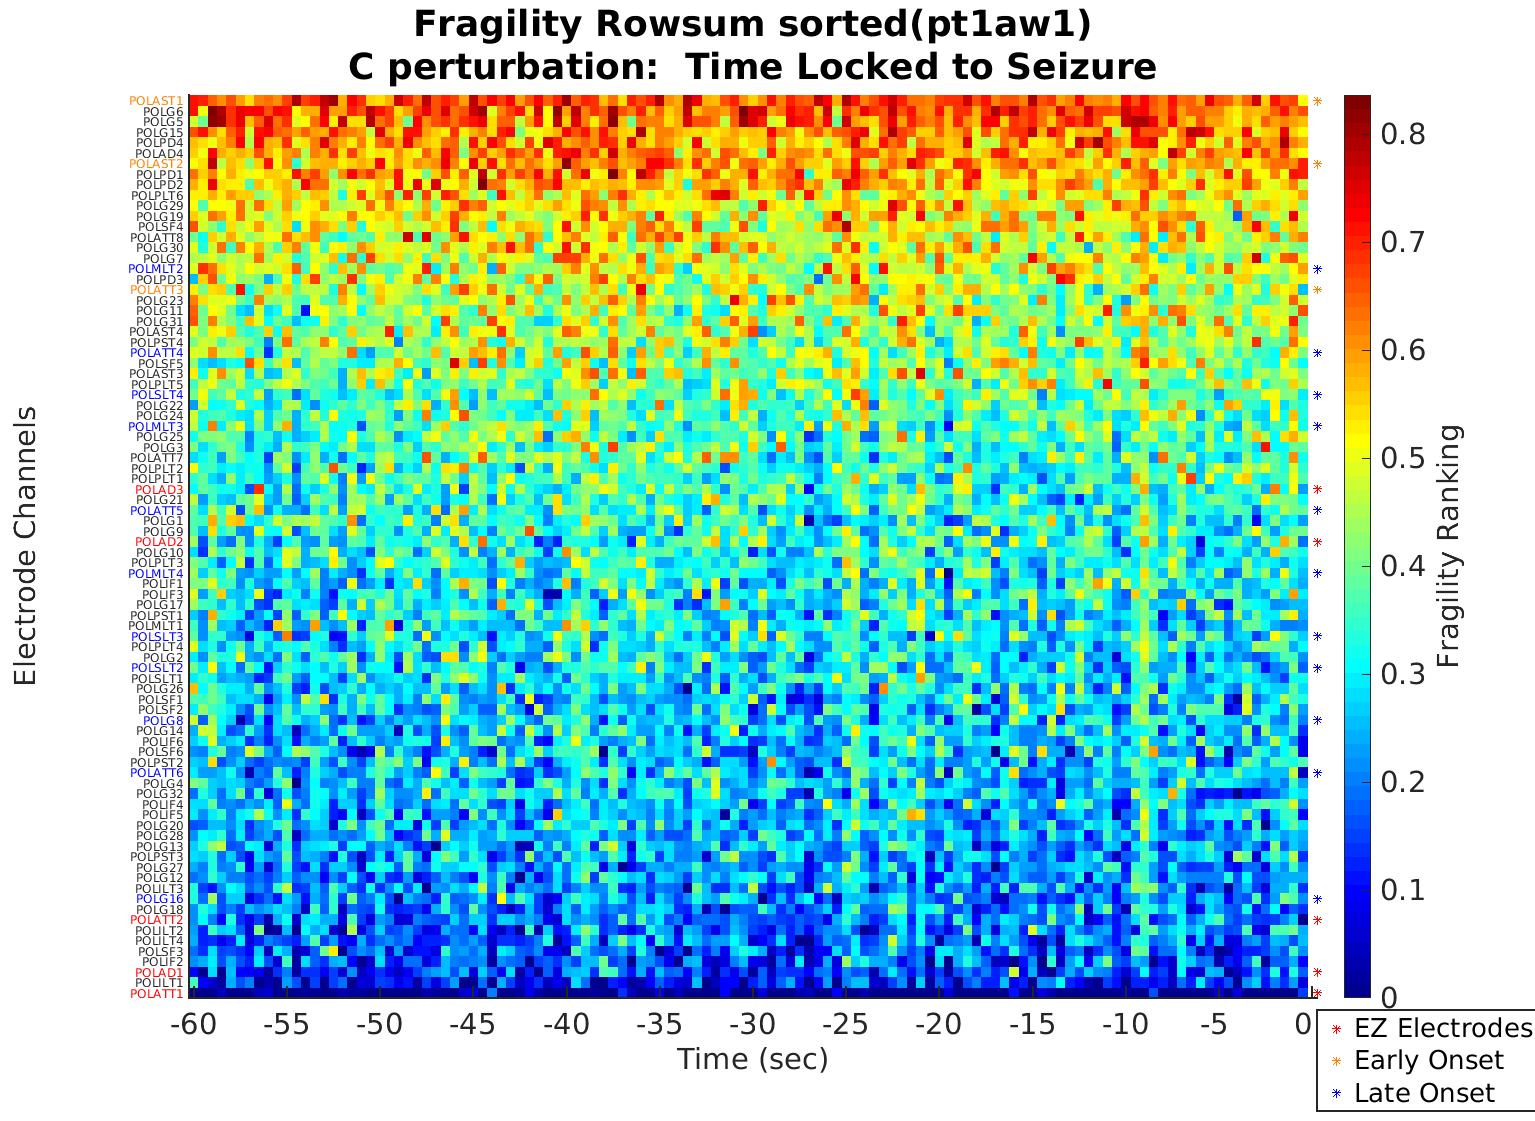 Fragility Rowsum sorted(pt1aw1)
C perturbation:  Time Locked to Seizure
Electrode Channels
POLAST1
POLG6
POLG5
POLG15
POLPD4
POLAD4
POLAST2
POLPD1
POLPD2
POLPLT6
POLG29
POLG19
POLSF4
POLATT8
POLG30
POLG7
POLMLT2
POLPD3
POLATT3
POLG23
POLG11
POLG31
POLAST4
POLPST4
POLATT4
POLSF5
POLAST3
POLPLT5
POLSLT4
POLG22
POLG24
POLMLT3
POLG25
POLG3
POLATT7
POLPLT2
POLPLT1
POLAD3
POLG21
POLATT5
POLG1
POLG9
POLAD2
POLG10
POLPLT3
POLMLT4
POLIF1
POLIF3
POLG17
POLPST1
POLMLT1
POLSLT3
POLPLT4
POLG2
POLSLT2
POLSLT1
POLG26
POLSF1
POLSF2
POLG8
POLG14
POLIF6
POLSF6
POLPST2
POLATT6
POLG4
POLG32
POLIF4
POLIF5
POLG20
POLG28
POLG13
POLPST3
POLG27
POLG12
POLILT3
POLG16
POLG18
POLATT2
POLILT2
POLILT4
POLSF3
POLIF2
POLAD1
POLILT1
POLATT1
-60 -55 -50 -45 -40 -35 -30 -25 -20 -15 -10 -5 0
Time (sec)
0.8
0.7
0.6
0.5
0.4
0.3
0.2
0.1
0
Fragility Ranking
EZ Electrodes
Early Onset
Late Onset